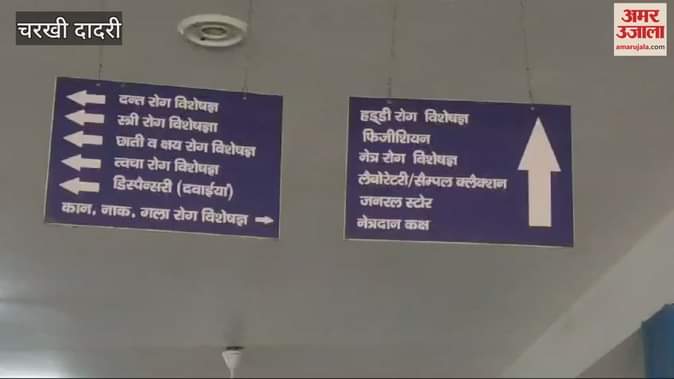 चरखी दादरी
अमर
उजाला
amarujala.com
दन्त रोग विशेषज्ञ
स्त्री रोग विशेषज्ञा
छाती व क्षय रोग विशेषज्ञ
त्वचा रोग विशेषज्ञ
डिस्पैन्सरी (दवाईयां)
कान, नाक, गला रोग विशेषज्ञ
हड्डी रोग विशेषज्ञ
फिजीशियन
नेत्र रोग विशेषज्ञ
लैबोरेटरी/सैम्पल क्लैक्शन
जनरल स्टोर
नेत्रदान कक्ष